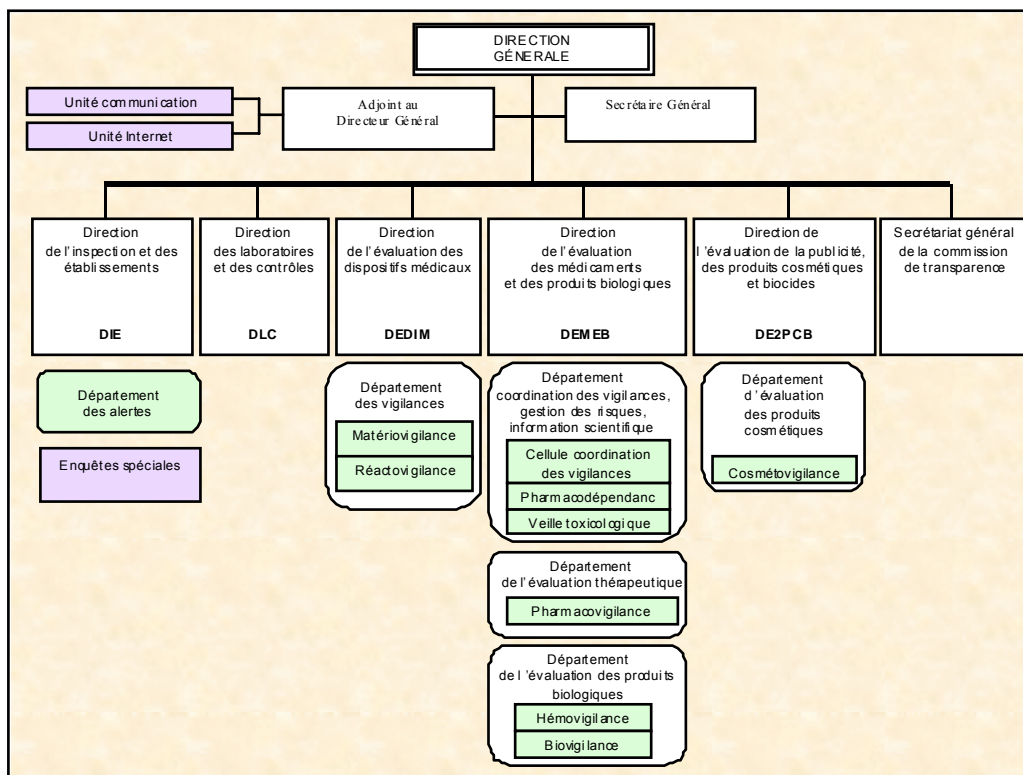 DIRECTION
GÉNERALE
Unité communication
Unité Internet
Adjoint au
Directeur Général
Secrétaire Général
Direction
de l'inspection et des
établissements
DIE
Direction
des laboratoires
et des contrôles
DLC
Direction
de l'évaluation des
dispositifs médicaux
DEDIM
Direction
de l'évaluation
des médicaments
et des produits biologiques
DEMEB
Direction de
l'évaluation de la publicité,
des produits cosmétiques
et biocides
DE2PCB
Secrétariat général
de la commission
de transparence
Département
des alertes
Enquêtes spéciales
Département
des vigilances
Matériovigilance
Réactovigilance
Département
coordination des vigilances,
gestion des risques,
information scientifique
Cellule coordination
des vigilances
Pharmacodépendanc
Veille toxicologique
Département
de l'évaluation thérapeutique
Pharmacovigilance
Département
de l'évaluation des produits
biologiques
Hémovigilance
Biovigilance
Département
d'évaluation
des produits
cosmétiques
Cosmétovigilance